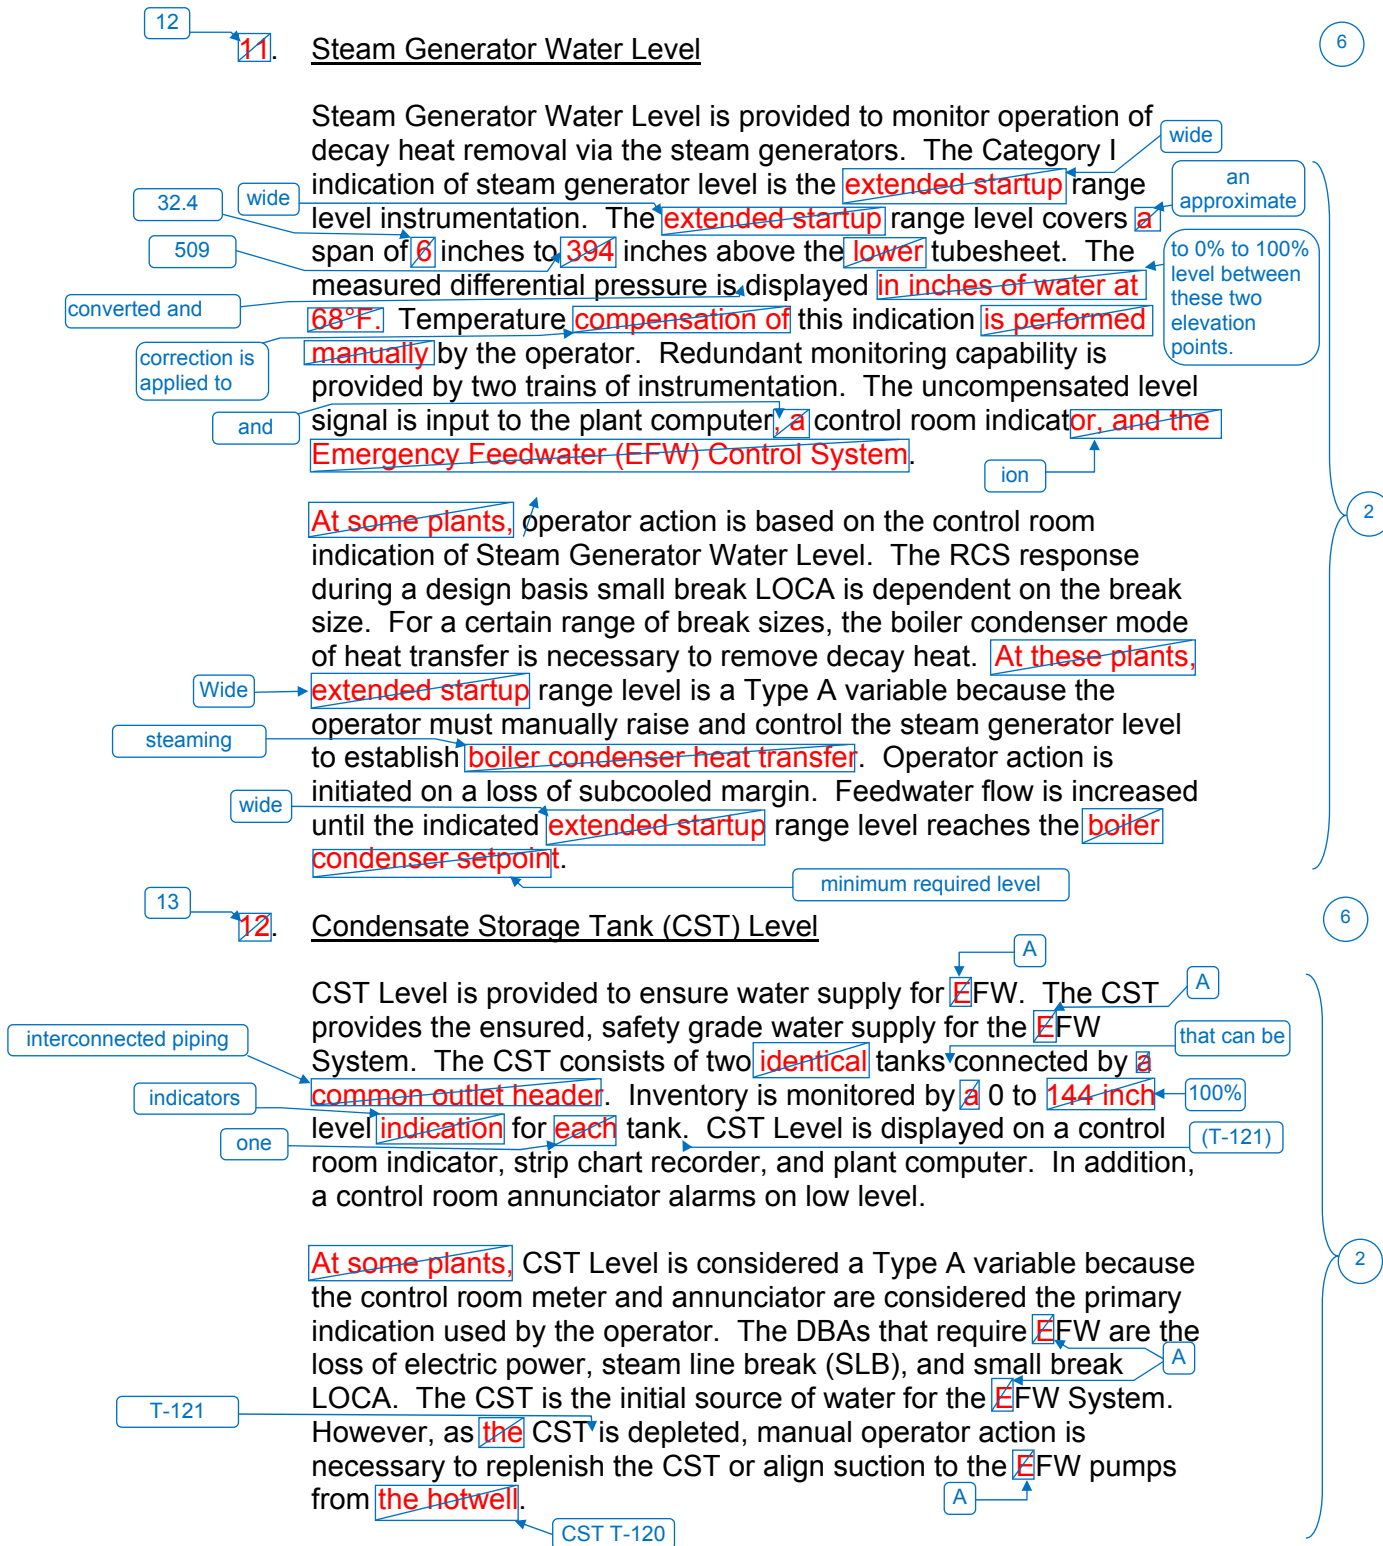 12
11. Steam Generator Water Level
6
Steam Generator Water Level is provided to monitor operation of
wide
decay heat removal via the steam generators. The Category I
an
approximate
wide
indication of steam generator level is the extended startup range
32.4
level instrumentation. The extended startup range level covers a
509
span of 6 inches to 394 inches above the lower tubesheet. The
to 0% to 100%
level between
these two
elevation
points.
measured differential pressure is displayed in inches of water at
converted and
68°F. Temperature compensation of this indication is performed
correction is
applied to
manually by the operator. Redundant monitoring capability is
provided by two trains of instrumentation. The uncompensated level
and
signal is input to the plant computer, a control room indicator, and the
Emergency Feedwater (EFW) Control System.
ion
2
At some plants, operator action is based on the control room
indication of Steam Generator Water Level. The RCS response
during a design basis small break LOCA is dependent on the break
size. For a certain range of break sizes, the boiler condenser mode
of heat transfer is necessary to remove decay heat. At these plants,
Wide
extended startup range level is a Type A variable because the
operator must manually raise and control the steam generator level
steaming
to establish boiler condenser heat transfer. Operator action is
initiated on a loss of subcooled margin. Feedwater flow is increased
wide
until the indicated extended startup range level reaches the boiler
condenser setpoint.
minimum required level
13
12. Condensate Storage Tank (CST) Level
6
A
CST Level is provided to ensure water supply for EFW. The CST
A
provides the ensured, safety grade water supply for the EFW
interconnected piping
that can be
System. The CST consists of two identical tanks connected by a
common outlet header. Inventory is monitored by a 0 to 144 inch
100%
indicators
level indication for each tank. CST Level is displayed on a control
one
(T-121)
room indicator, strip chart recorder, and plant computer. In addition,
a control room annunciator alarms on low level.
2
At some plants, CST Level is considered a Type A variable because
the control room meter and annunciator are considered the primary
indication used by the operator. The DBAs that require EFW are the
A
loss of electric power, steam line break (SLB), and small break
LOCA. The CST is the initial source of water for the EFW System.
T-121
However, as the CST is depleted, manual operator action is
necessary to replenish the CST or align suction to the EFW pumps
A
from the hotwell.
CST T-120